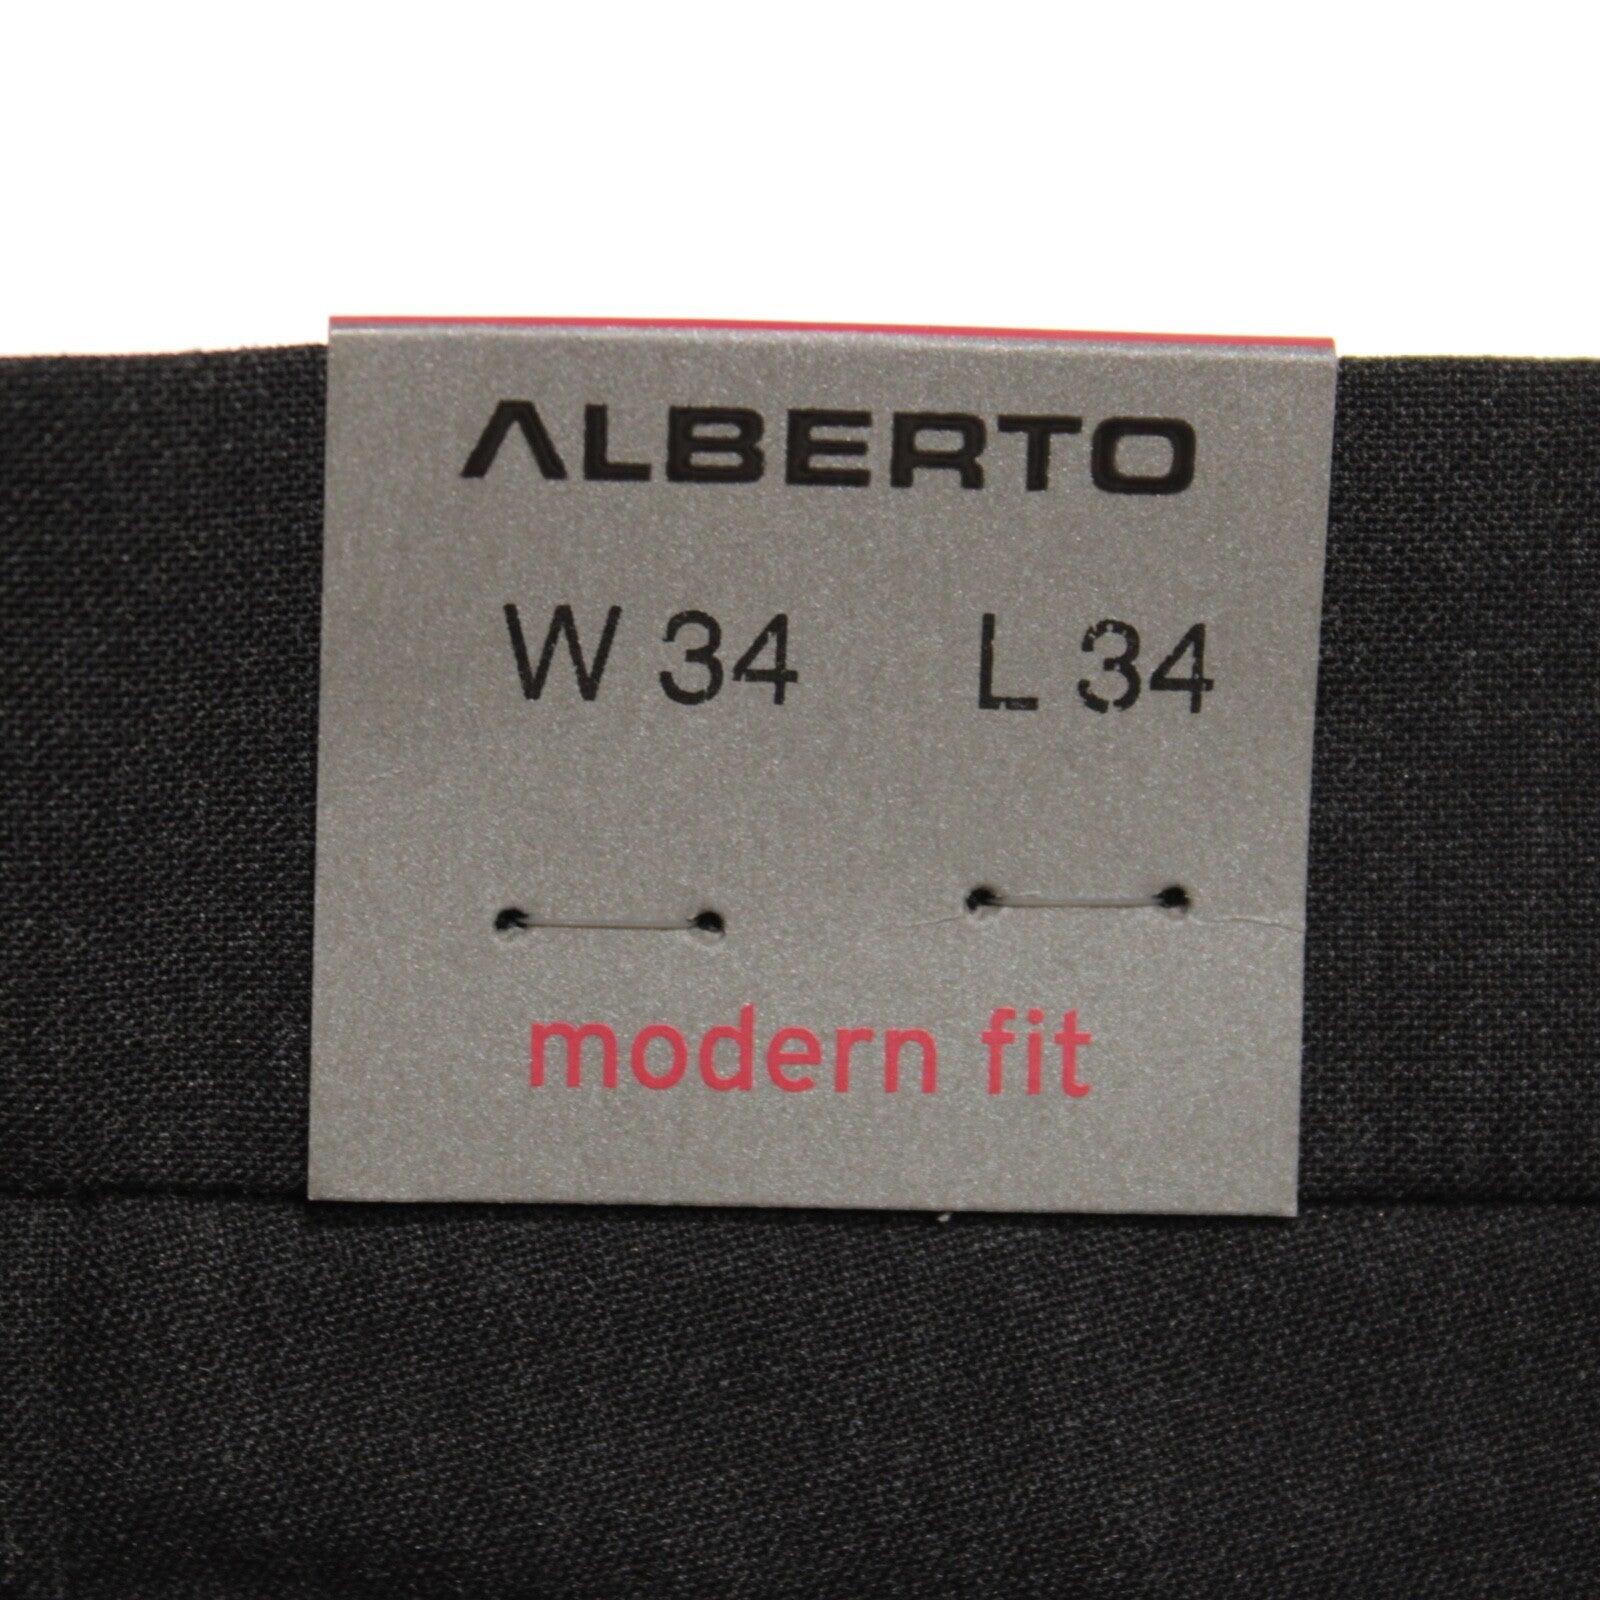 ALBERTO
W 34 L 34
modern fit